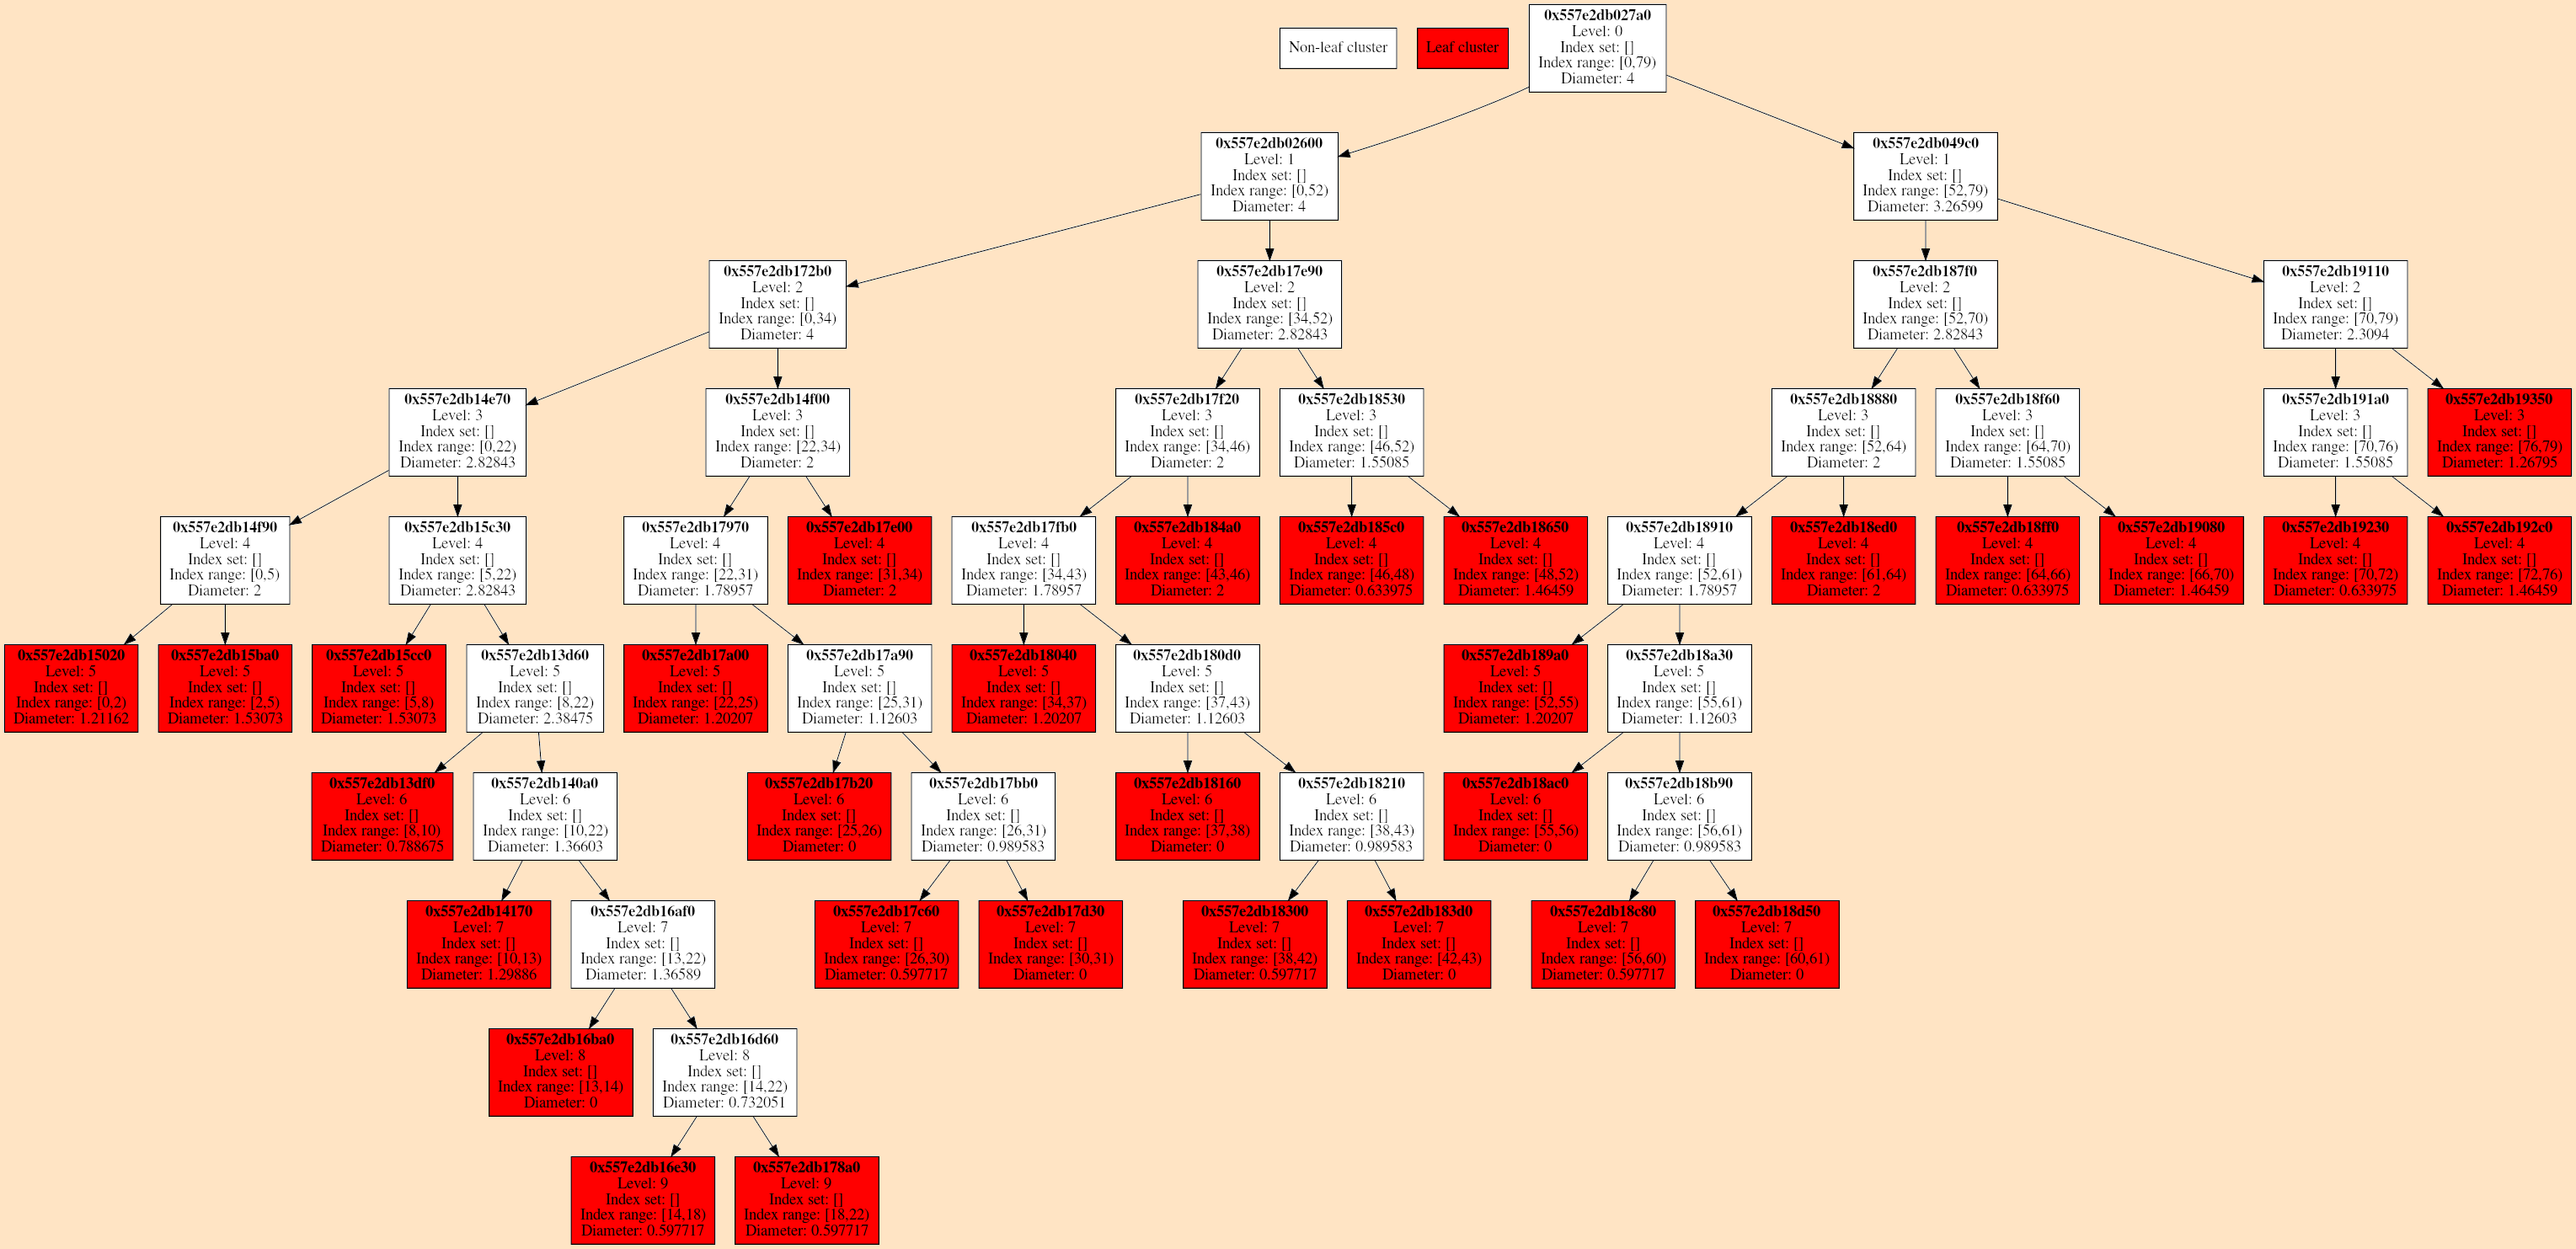 Non-leaf cluster
Leaf cluster
0x557e2db027a0
Level: 0
Index set: []
Index range: [0,79)
Diameter: 4
0x557e2db02600
Level: 1
Index set: []
Index range: [0,52)
Diameter: 4
0x557e2db049c0
Level: 1
Index set: []
Index range: [52,79)
Diameter: 3.26599
0x557e2db172b0
Level: 2
Index set: []
Index range: [0,34)
Diameter: 4
0x557e2db17e90
Level: 2
Index set: []
Index range: [34,52)
Diameter: 2.82843
0x557e2db187f0
Level: 2
Index set: []
Index range: [52,70)
Diameter: 2.82843
0x557e2db19110
Level: 2
Index set: []
Index range: [70,79)
Diameter: 2.3094
0x557e2db14e70
Level: 3
Index set: []
Index range: [0,22)
Diameter: 2.82843
0x557e2db14f00
Level: 3
Index set: []
Index range: [22,34)
Diameter: 2
0x557e2db17f20
Level: 3
Index set: []
Index range: [34,46)
Diameter: 2
0x557e2db18530
Level: 3
Index set: []
Index range: [46,52)
Diameter: 1.55085
0x557e2db18880
Level: 3
Index set: []
Index range: [52,64)
Diameter: 2
0x557e2db18f60
Level: 3
Index set: []
Index range: [64,70)
Diameter: 1.55085
0x557e2db191a0
Level: 3
Index set: []
Index range: [70,76)
Diameter: 1.55085
0x557e2db19350
Level: 3
Index set: []
Index range: [76,79)
Diameter: 1.26795
0x557e2db14f90
Level: 4
Index set: []
Index range: [0,5)
Diameter: 2
0x557e2db15c30
Level: 4
Index set: []
Index range: [5,22)
Diameter: 2.82843
0x557e2db17970
Level: 4
Index set: []
Index range: [22,31)
Diameter: 1.78957
0x557e2db17e00
Level: 4
Index set: []
Index range: [31,34)
Diameter: 2
0x557e2db17fb0
Level: 4
Index set: []
Index range: [34,43)
Diameter: 1.78957
0x557e2db184a0
Level: 4
Index set: []
Index range: [43,46)
Diameter: 2
0x557e2db185c0
Level: 4
Index set: []
Index range: [46,48)
Diameter: 0.633975
0x557e2db18650
Level: 4
Index set: []
Index range: [48,52)
Diameter: 1.46459
0x557e2db18910
Level: 4
Index set: []
Index range: [52,61)
Diameter: 1.78957
0x557e2db18ed0
Level: 4
Index set: []
Index range: [61,64)
Diameter: 2
0x557e2db18ff0
Level: 4
Index set: []
Index range: [64,66)
Diameter: 0.633975
0x557e2db19080
Level: 4
Index set: []
Index range: [66,70)
Diameter: 1.46459
0x557e2db19230
Level: 4
Index set: []
Index range: [70,72)
Diameter: 0.633975
0x557e2db192c0
Level: 4
Index set: []
Index range: [72,76)
Diameter: 1.46459
0x557e2db15020
Level: 5
Index set: []
Index range: [0,2)
Diameter: 1.21162
0x557e2db15ba0
Level: 5
Index set: []
Index range: [2,5)
Diameter: 1.53073
0x557e2db15cc0
Level: 5
Index set: []
Index range: [5,8)
Diameter: 1.53073
0x557e2db13d60
Level: 5
Index set: []
Index range: [8,22)
Diameter: 2.38475
0x557e2db17a00
Level: 5
Index set: []
Index range: [22,25)
Diameter: 1.20207
0x557e2db17a90
Level: 5
Index set: []
Index range: [25,31)
Diameter: 1.12603
0x557e2db18040
Level: 5
Index set: []
Index range: [34,37)
Diameter: 1.20207
0x557e2db180d0
Level: 5
Index set: []
Index range: [37,43)
Diameter: 1.12603
0x557e2db189a0
Level: 5
Index set: []
Index range: [52,55)
Diameter: 1.20207
0x557e2db18a30
Level: 5
Index set: []
Index range: [55,61)
Diameter: 1.12603
0x557e2db13df0
Level: 6
Index set: []
Index range: [8,10)
Diameter: 0.788675
0x557e2db140a0
Level: 6
Index set: []
Index range: [10,22)
Diameter: 1.36603
0x557e2db17b20
Level: 6
Index set: []
Index range: [25,26)
Diameter: 0
0x557e2db17bb0
Level: 6
Index set: []
Index range: [26,31)
Diameter: 0.989583
0x557e2db18160
Level: 6
Index set: []
Index range: [37,38)
Diameter: 0
0x557e2db18210
Level: 6
Index set: []
Index range: [38,43)
Diameter: 0.989583
0x557e2db18ac0
Level: 6
Index set: []
Index range: [55,56)
Diameter: 0
0x557e2db18b90
Level: 6
Index set: []
Index range: [56,61)
Diameter: 0.989583
0x557e2db14170
Level: 7
Index set: []
Index range: [10,13)
Diameter: 1.29886
0x557e2db16af0
Level: 7
Index set: []
Index range: [13,22)
Diameter: 1.36589
0x557e2db17c60
Level: 7
Index set: []
Index range: [26,30)
Diameter: 0.597717
0x557e2db17d30
Level: 7
Index set: []
Index range: [30,31)
Diameter: 0
0x557e2db18300
Level: 7
Index set: []
Index range: [38,42)
Diameter: 0.597717
0x557e2db183d0
Level: 7
Index set: []
Index range: [42,43)
Diameter: 0
0x557e2db18c80
Level: 7
Index set: []
Index range: [56,60)
Diameter: 0.597717
0x557e2db18d50
Level: 7
Index set: []
Index range: [60,61)
Diameter: 0
0x557e2db16ba0
Level: 8
Index set: []
Index range: [13,14)
Diameter: 0
0x557e2db16d60
Level: 8
Index set: []
Index range: [14,22)
Diameter: 0.732051
0x557e2db16e30
Level: 9
Index set: []
Index range: [14,18)
Diameter: 0.597717
0x557e2db178a0
Level: 9
Index set: []
Index range: [18,22)
Diameter: 0.597717